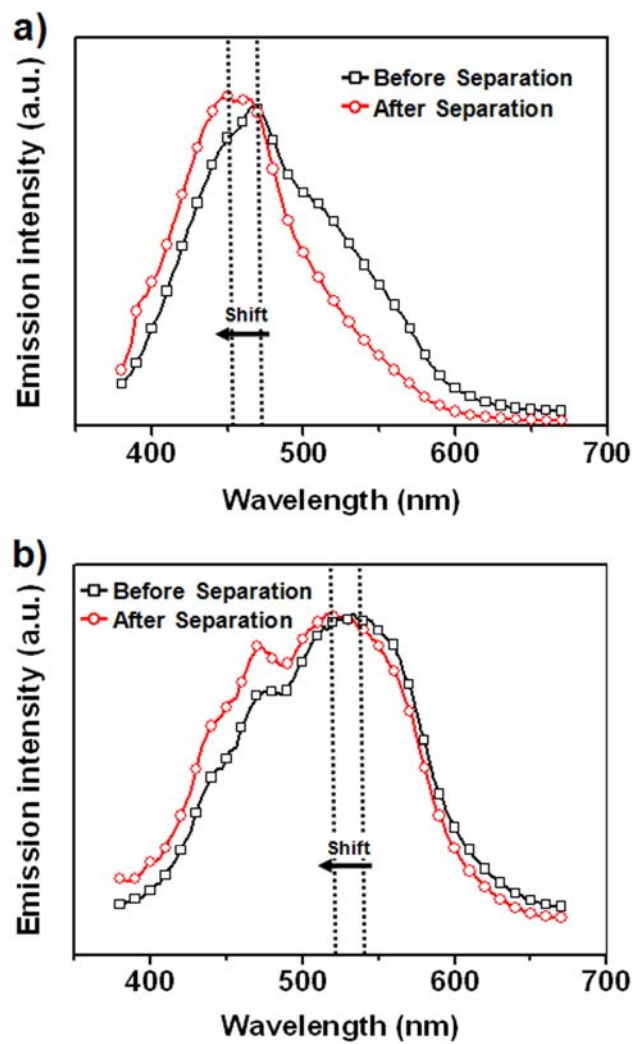 a)
Emission intensity (a.u.)
Before Separation
After Separation
Shift
400 500 600 700
Wavelength (nm)
b)
Emission intensity (a.u.)
Before Separation
After Separation
Shift
400 500 600 700
Wavelength (nm)